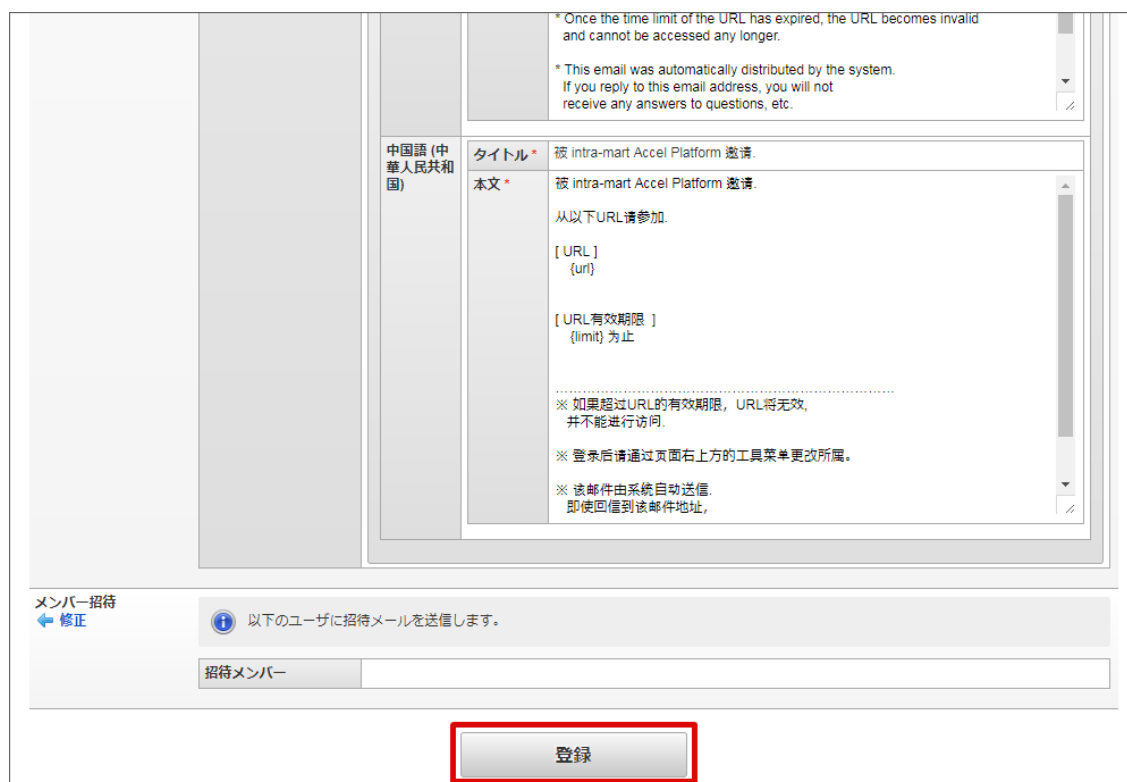 * Once the time limit of the URL has expired, the URL becomes invalid
and cannot be accessed any longer.
* This email was automatically distributed by the system.
If you reply to this email address, you will not
receive any answers to questions, etc.
中国語 (中
華人民共和
国)
タイトル *
被 intra-mart Accel Platform 邀请.
本文 *
被 intra-mart Accel Platform 邀请.
从以下URL请参加.
[ URL ]
{url}
[ URL有效期限 ]
{limit} 为止
......................................................................
※ 如果超过URL的有效期限，URL将无效,
并不能进行访问.
※ 登录后请通过页面右上方的工具菜单更改所属。
※ 该邮件由系统自动送信.
即使回信到该邮件地址，
メンバー招待
修正
以下のユーザに招待メールを送信します。
招待メンバー
登録